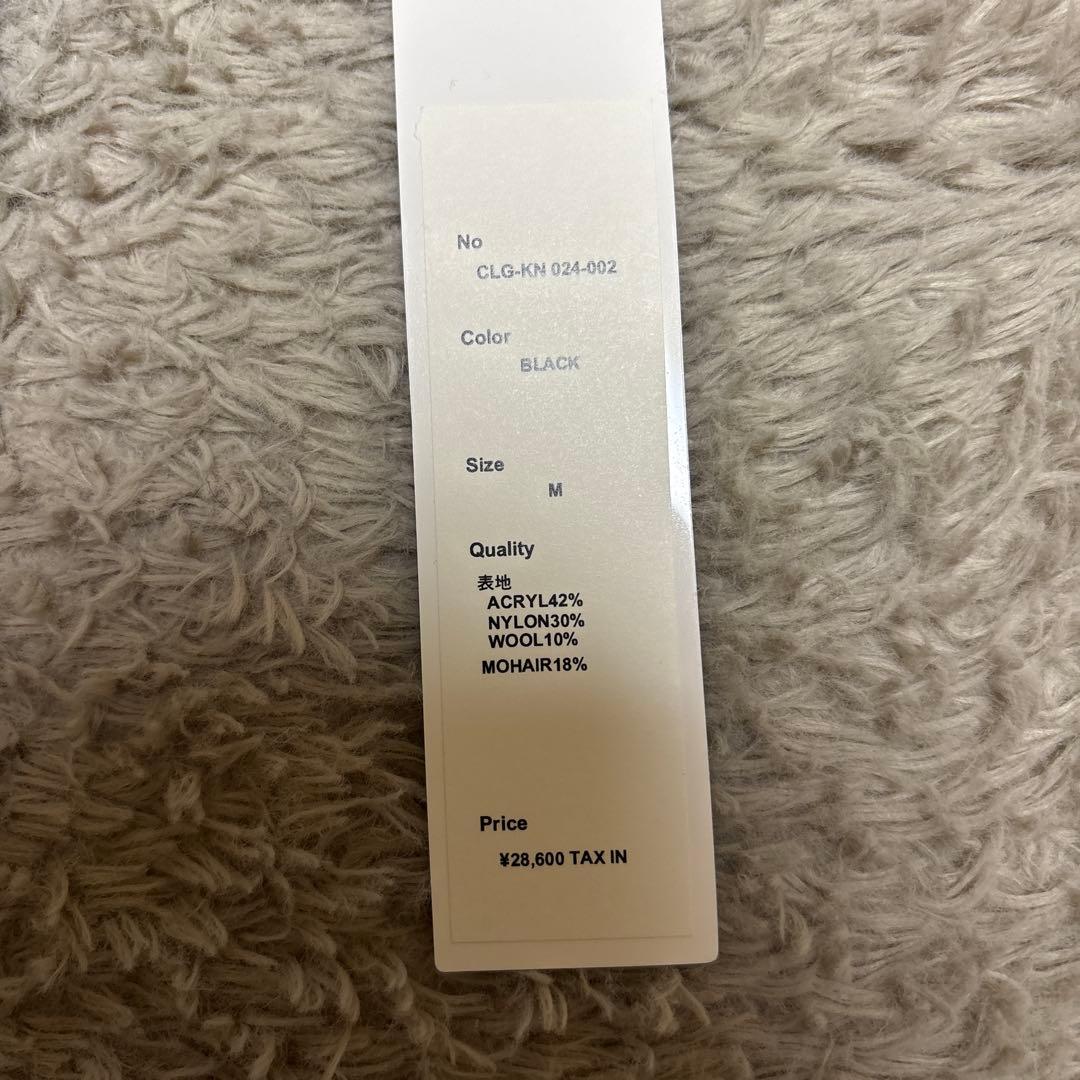 No
CLG-KN 024-002
Color
BLACK
Size
M
Quality
表地
ACRYL42%
NYLON30%
WOOL10%
MOHAIR18%
Price
¥28,600 TAX IN